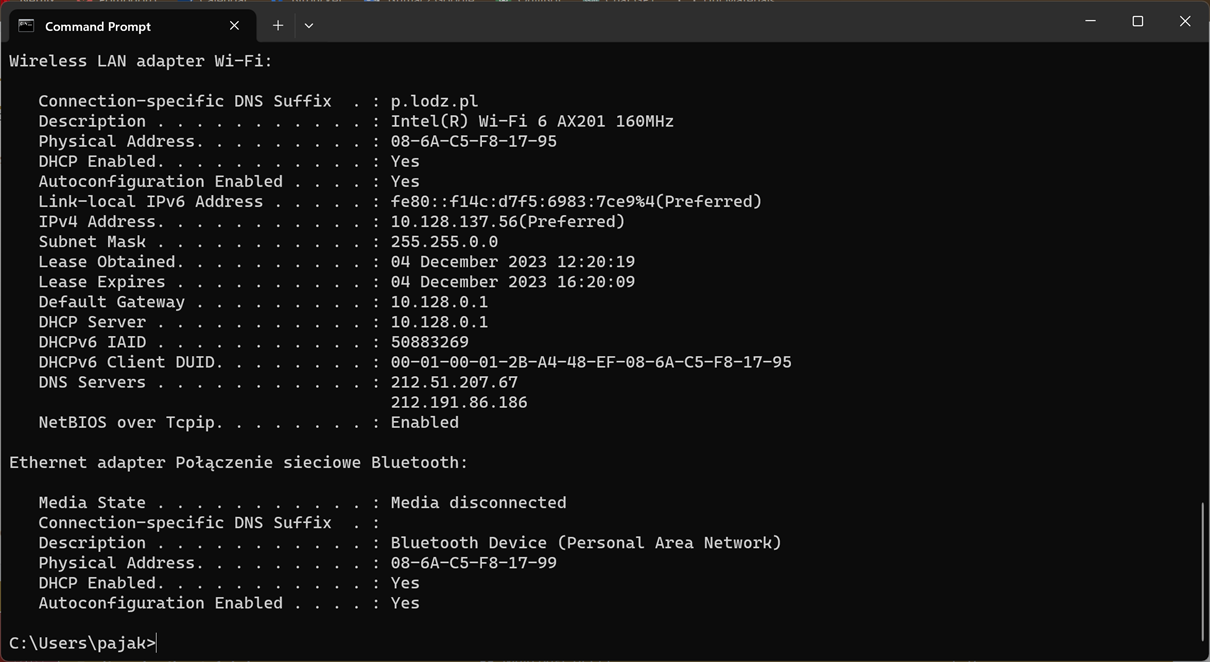 Command Prompt
Wireless LAN adapter Wi-Fi:
Connection-specific DNS Suffix  . : p.lodz.pl
Description . . . . . . . . . . . : Intel(R) Wi-Fi 6 AX201 160MHz
Physical Address. . . . . . . . . : 08-6A-C5-F8-17-95
DHCP Enabled. . . . . . . . . . . : Yes
Autoconfiguration Enabled . . . . : Yes
Link-local IPv6 Address . . . . . : fe80::f14c:d7f5:6983:7ce9%4(Preferred)
IPv4 Address. . . . . . . . . . . : 10.128.137.56(Preferred)
Subnet Mask . . . . . . . . . . . : 255.255.0.0
Lease Obtained. . . . . . . . . . : 04 December 2023 12:20:19
Lease Expires . . . . . . . . . . : 04 December 2023 16:20:09
Default Gateway . . . . . . . . . : 10.128.0.1
DHCP Server . . . . . . . . . . . : 10.128.0.1
DHCPv6 IAID . . . . . . . . . . . : 50883269
DHCPv6 Client DUID. . . . . . . . : 00-01-00-01-2B-A4-48-EF-08-6A-C5-F8-17-95
DNS Servers . . . . . . . . . . . : 212.51.207.67
212.191.86.186
NetBIOS over Tcpip. . . . . . . . : Enabled
Ethernet adapter Połączenie sieciowe Bluetooth:
Media State . . . . . . . . . . . : Media disconnected
Connection-specific DNS Suffix  . :
Description . . . . . . . . . . . : Bluetooth Device (Personal Area Network)
Physical Address. . . . . . . . . : 08-6A-C5-F8-17-99
DHCP Enabled. . . . . . . . . . . : Yes
Autoconfiguration Enabled . . . . : Yes
C:\Users\pajak>